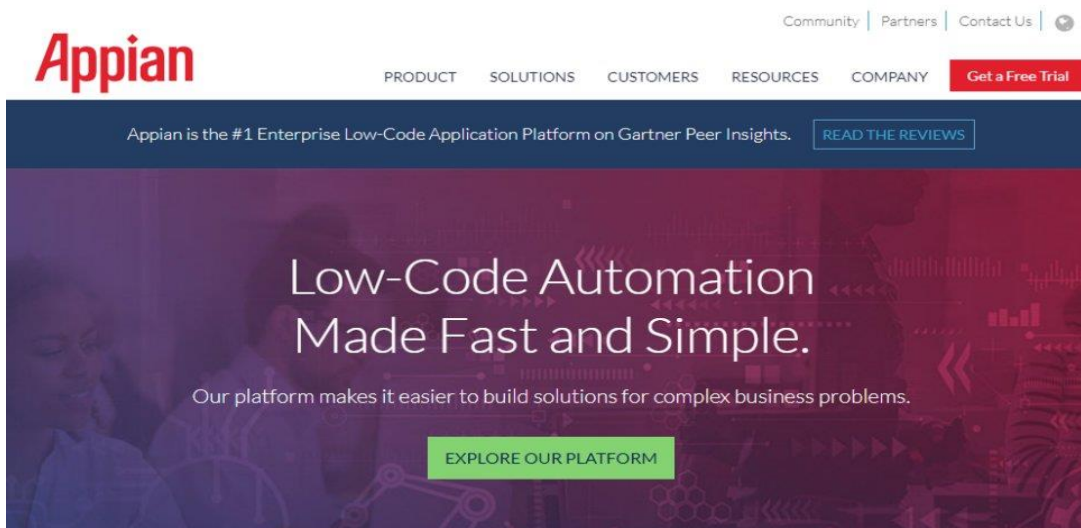 Community Partners Contact Us
Appian
PRODUCT SOLUTIONS CUSTOMERS RESOURCES COMPANY Get a Free Trial
Appian is the #1 Enterprise Low-Code Application Platform on Gartner Peer Insights. READ THE REVIEWS
Low-Code Automation
Made Fast and Simple.
Our platform makes it easier to build solutions for complex business problems.
EXPLORE OUR PLATFORM